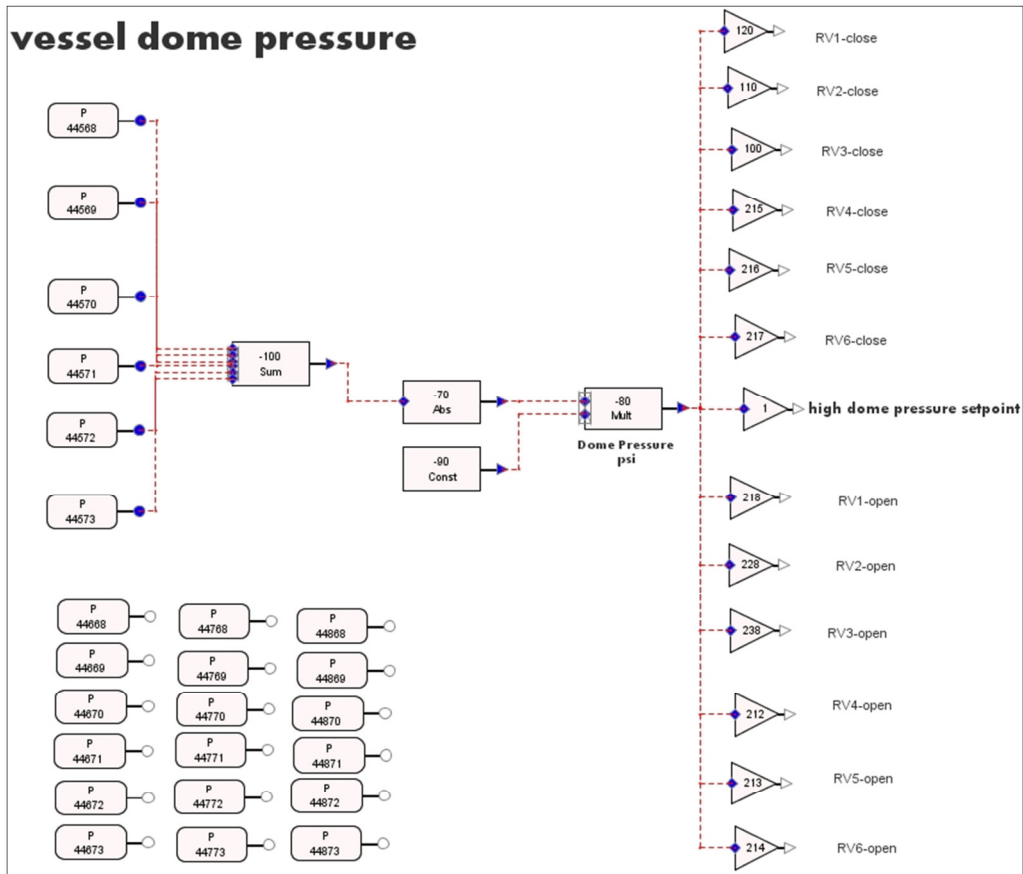 vessel dome pressure
P
44568
P
44569
P
44570
P
44571
P
44572
P
44573
-100
Sum
-70
Abs
-90
Const
-80
Mult
Dome Pressure
psi
120
RV1-close
110
RV2-close
100
RV3-close
215
RV4-close
216
RV5-close
217
RV6-close
1
high dome pressure setpoint
218
RV1-open
228
RV2-open
238
RV3-open
212
RV4-open
213
RV5-open
214
RV6-open
P
44668
P
44768
P
44868
P
44669
P
44769
P
44869
P
44670
P
44770
P
44870
P
44671
P
44771
P
44871
P
44672
P
44772
P
44872
P
44673
P
44773
P
44873